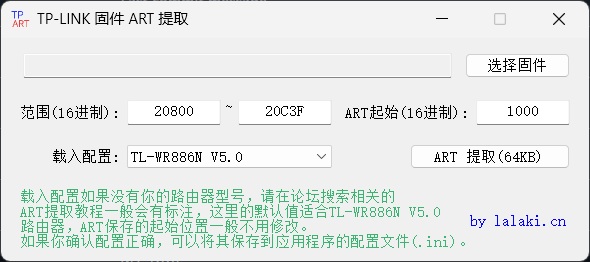 TP
ART
TP-LINK 固件 ART 提取
选择固件
范围(16进制): 20800 ~ 20C3F ART起始(16进制): 1000
载入配置: TL-WR886N V5.0 ART 提取(64KB)
载入配置如果没有你的路由器型号，请在论坛搜索相关的
ART提取教程一般会有标注，这里的默认值适合TL-WR886N V5.0
路由器，ART保存的起始位置一般不用修改。
如果你确认配置正确，可以将其保存到应用程序的配置文件(.ini)。
by lalaki.cn